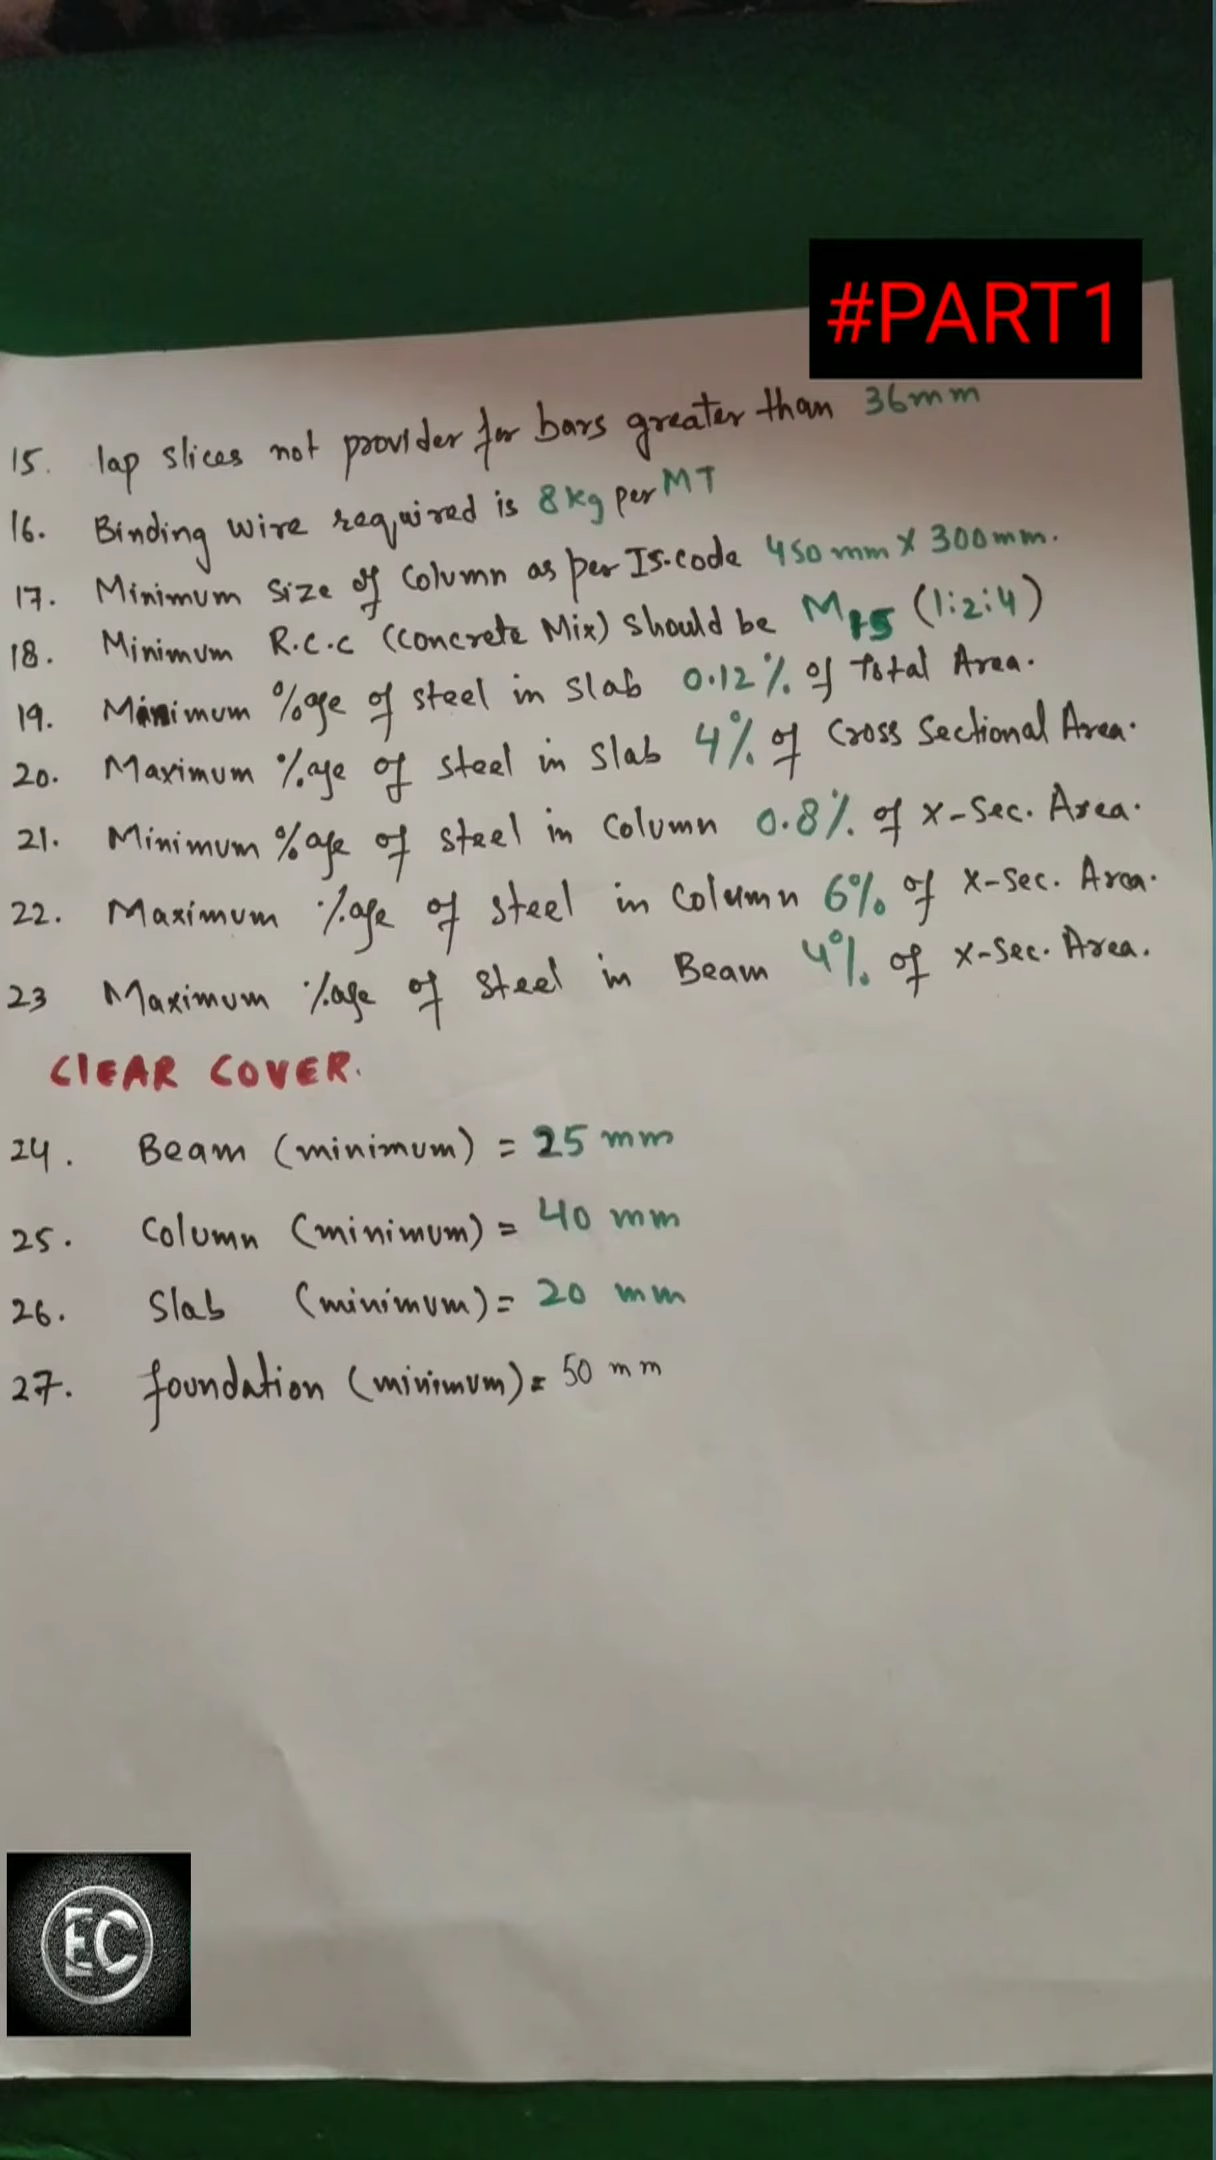 #PART1
15. lap slices not provider for bars greater than 36mm
16. Binding wire required is 8kg per MT
17. Minimum Size of Column as per IS.code 450 mm X 300mm.
18. Minimum R.C.C (Concrete Mix) Should be M15 (1:2:4)
19. Minimum %age of steel in slab 0.12% of Total Area.
20. Maximum %age of steel in slab 4% of Cross Sectional Area.
21. Minimum %age of steel in Column 0.8% of x-Sec. Area.
22. Maximum %age of steel in Column 6% of x-sec. Area.
23 Maximum %age of Steel in Beam 4% of x-Sec. Area.
ClEAR COVER.
24. Beam (minimum) = 25 mm
25. Column (minimum) = 40 mm
26. Slab (minimum) = 20 mm
27. foundation (minimum) = 50 mm
EC